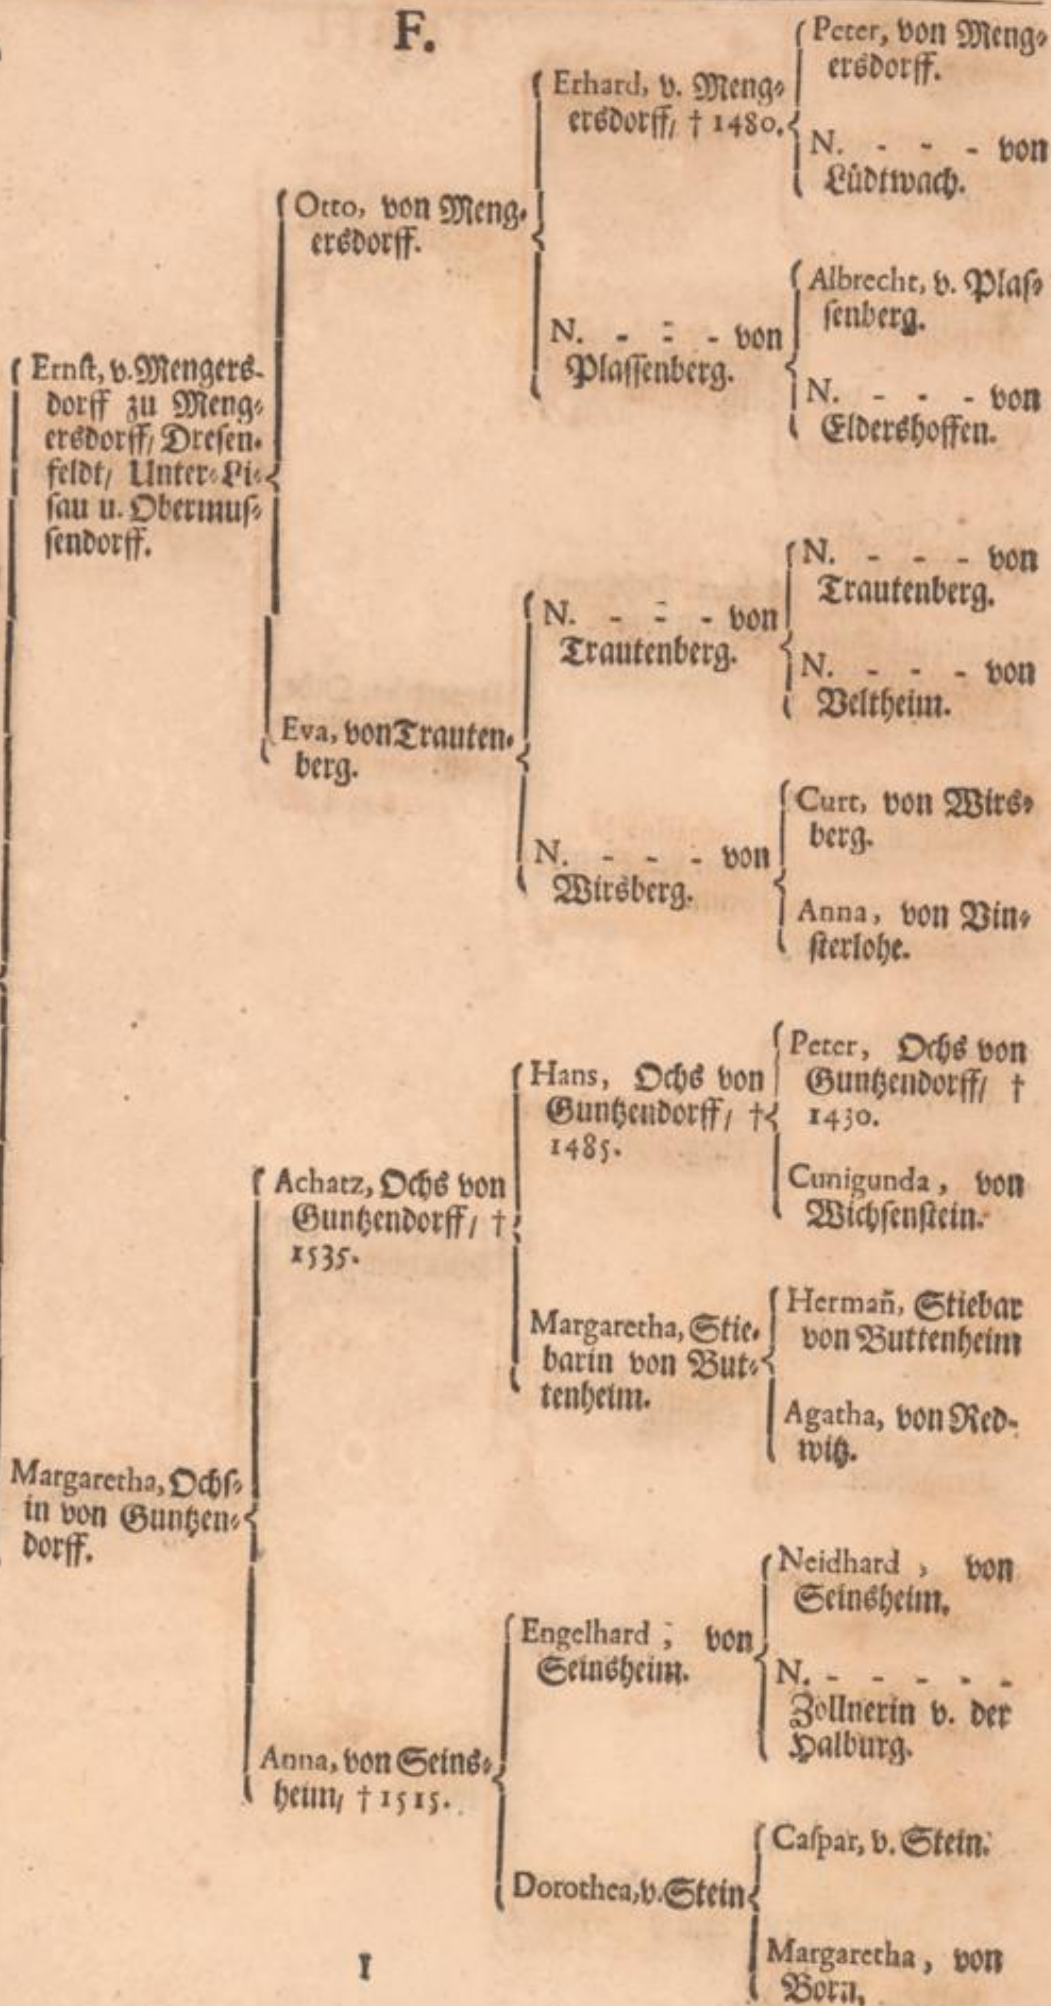 F.
Ernst, v. Mengers-
dorff zu Meng-
ersdorff, Dresen-
feldt, Unter-Li-
sau u. Obermus-
sendorff.
Margaretha, Ochs-
in von Guntzen-
dorff.
Otto, von Meng-
ersdorff.
Eva, von Trauten-
berg.
Achatz, Ochs von
Guntzendorff, †
1535.
Anna, von Seins-
heim, † 1515.
Erhard, v. Meng-
ersdorff, † 1480.
N. - - - von
Plassenberg.
N. - - - von
Trautenberg.
N. - - - von
Wirsberg.
Hans, Ochs von
Guntzendorff, †
1485.
Margaretha, Stie-
barin von But-
tenheim.
Engelhard, von
Seinsheim.
Dorothea, v. Stein
Peter, von Meng-
ersdorff.
N. - - - von
Lüdtwach.
Albrecht, v. Plas-
senberg.
N. - - - von
Eldershoffen.
N. - - - von
Trautenberg.
N. - - - von
Veltheim.
Curt, von Wirs-
berg.
Anna, von Vin-
sterlohe.
Peter, Ochs von
Guntzendorff, †
1430.
Cunigunda, von
Wichsenstein.
Hermañ, Stiebar
von Buttenheim
Agatha, von Red-
witz.
Neidhard, von
Seinsheim.
N. - - - - -
Zollnerin v. der
Halburg.
Caspar, v. Stein.
Margaretha, von
Born,
I